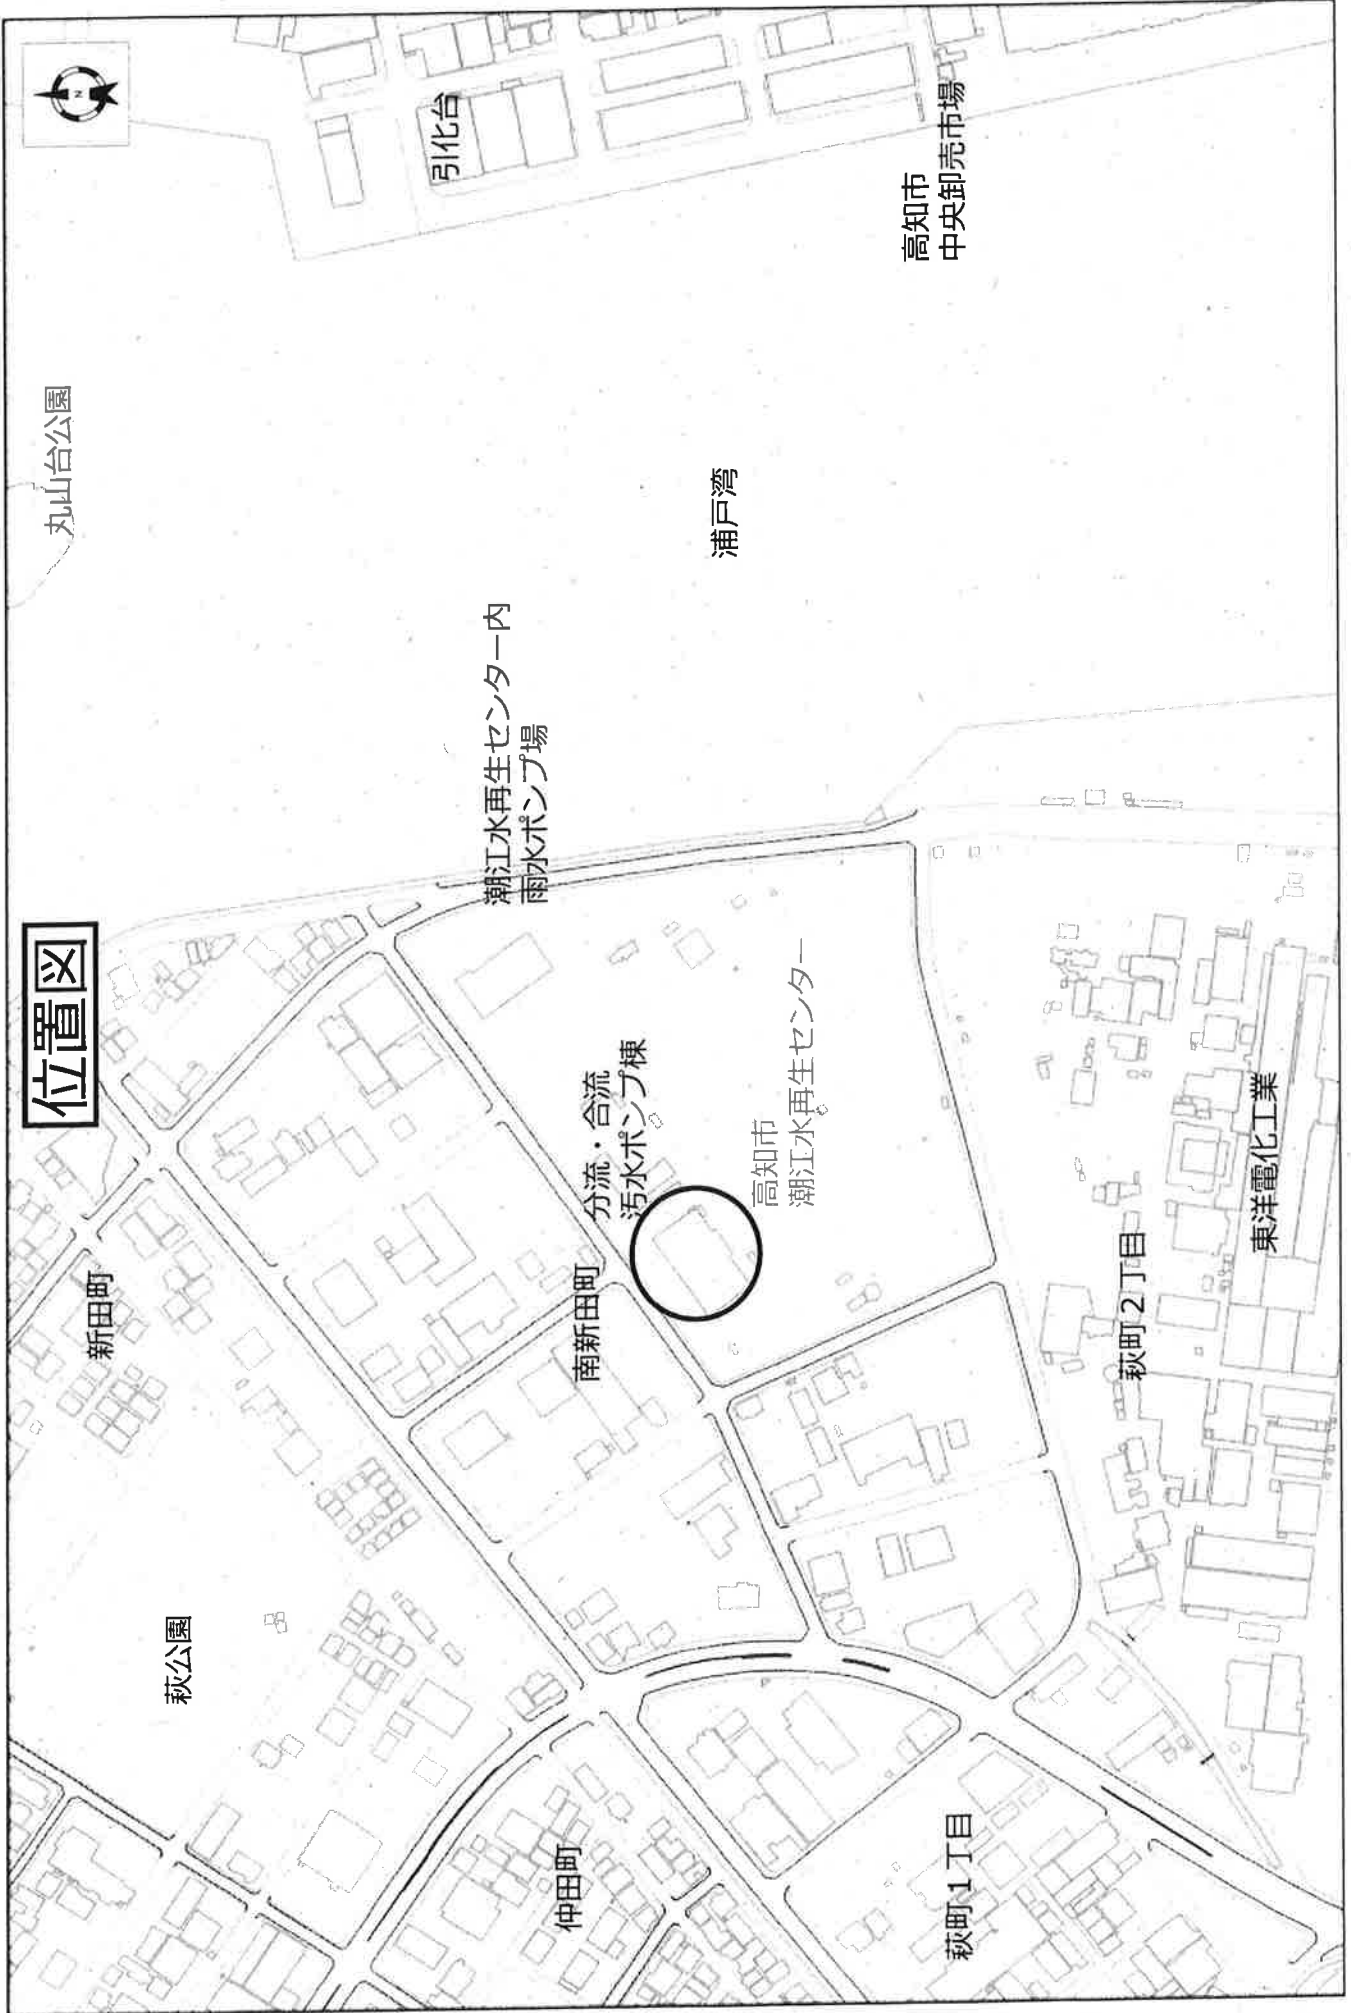 位置図
N
丸山台公園
引化台
高知市
中央卸売市場
浦戸湾
潮江水再生センター内
雨水ポンプ場
分流・合流
汚水ポンプ棟
高知市
潮江水再生センター
新田町
南新田町
萩公園
仲田町
萩町1丁目
萩町2丁目
東洋電化工業